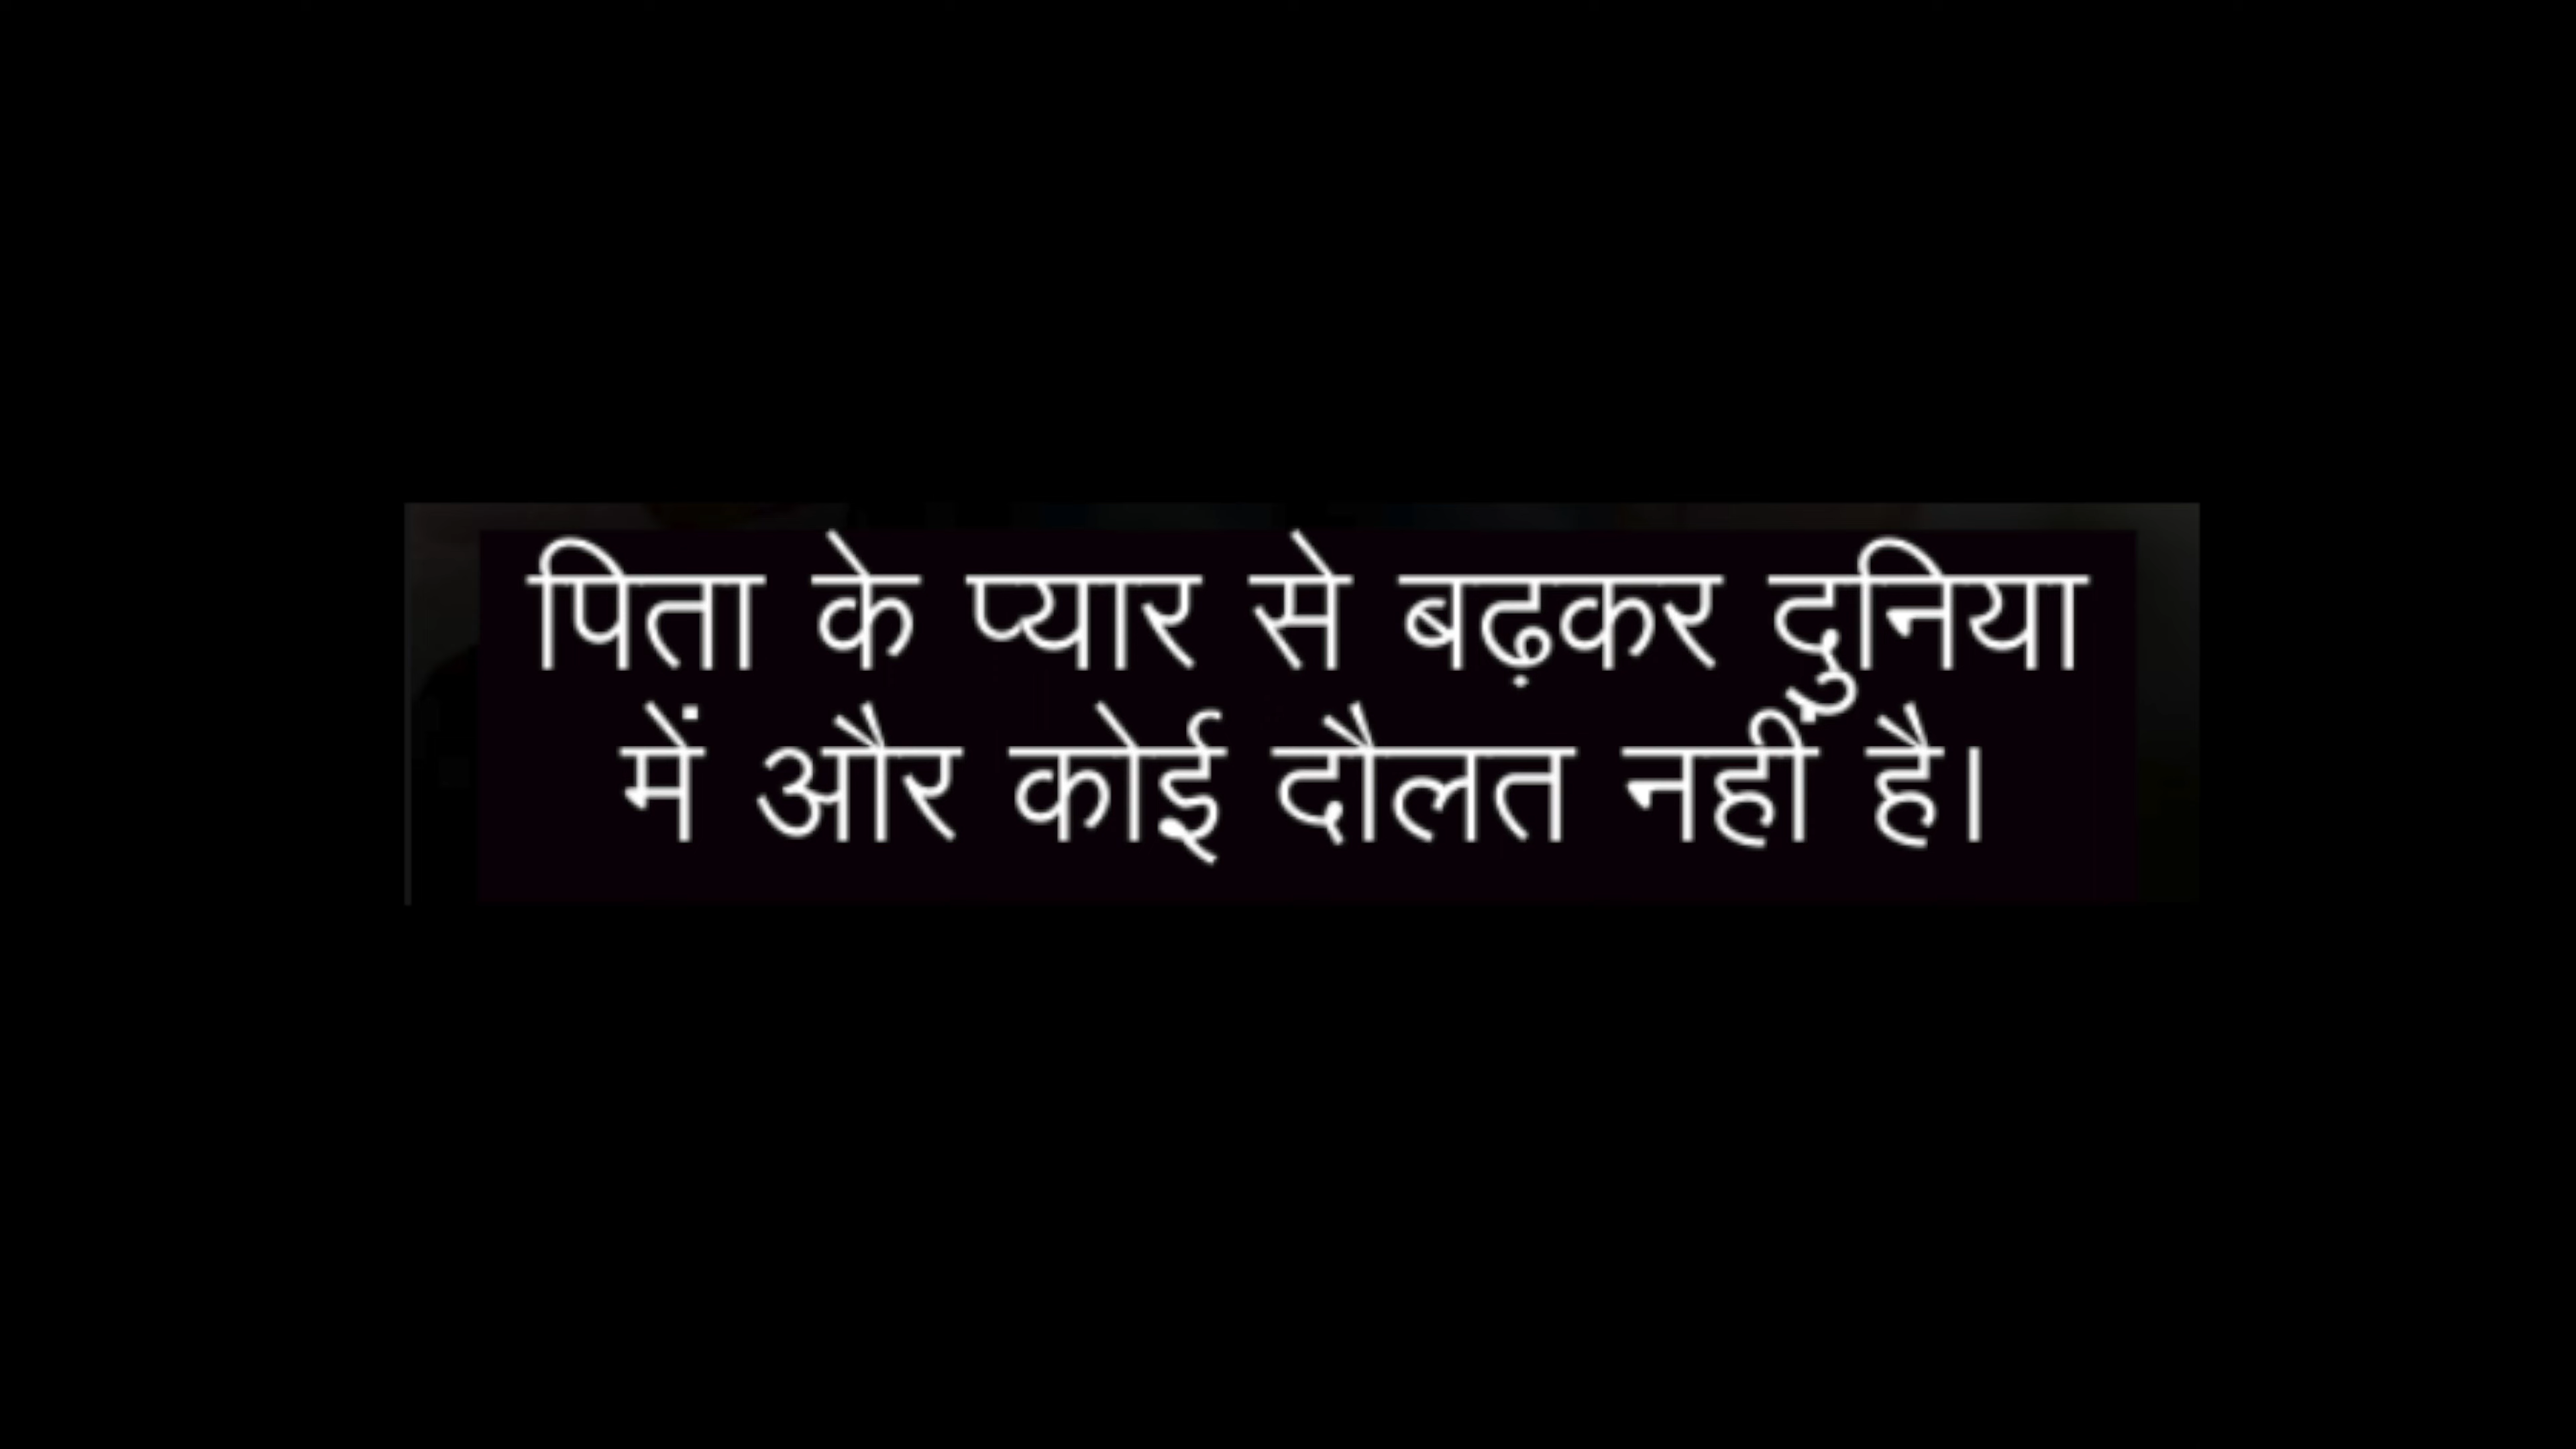 पिता के प्यार से बढ़कर दुनिया
में और कोई दौलत नहीं है।